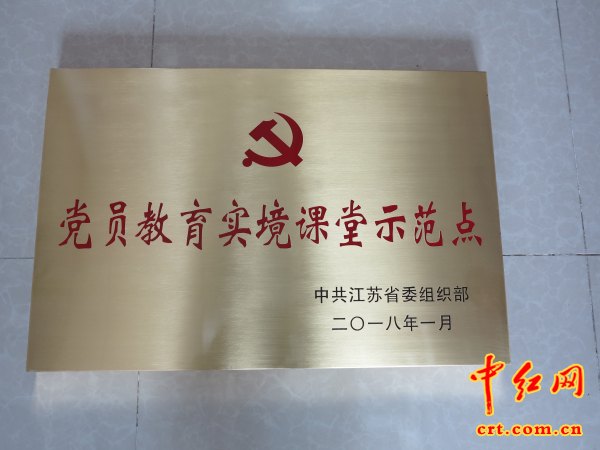 党员教育实境课堂示范点
中共江苏省委组织部
二〇一八年一月
中红网
crt.com.cn